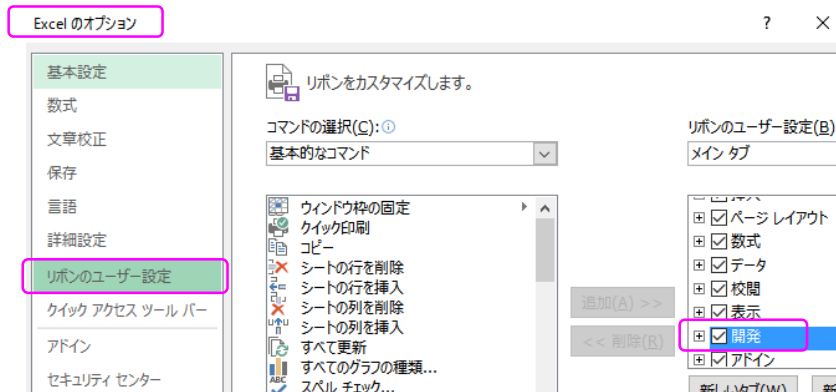 Excel のオプション
? ×
基本設定
数式
文章校正
保存
言語
詳細設定
リボンのユーザー設定
クイック アクセス ツール バー
アドイン
セキュリティ センター
リボンをカスタマイズします。
コマンドの選択(C):
基本的なコマンド
ウィンドウ枠の固定
クイック印刷
コピー
シートの行を削除
シートの行を挿入
シートの列を削除
シートの列を挿入
すべて更新
すべてのグラフの種類...
スペル チェック...
追加(A) >>
<< 削除(R)
リボンのユーザー設定(B)
メイン タブ
挿入
ページ レイアウト
数式
データ
校閲
表示
開発
アドイン
新しいタブ(W)
新